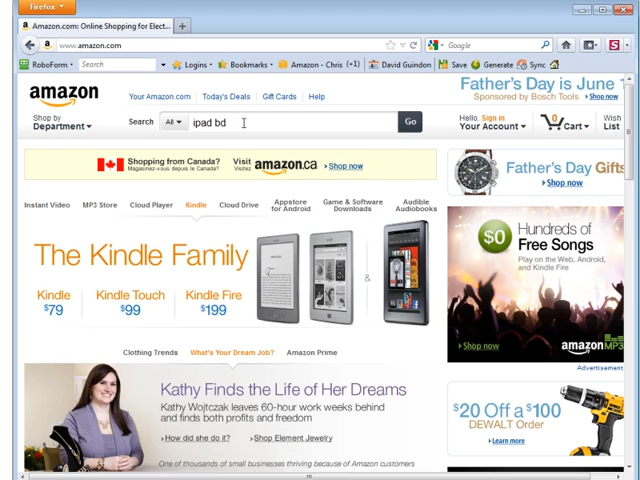 Firefox
Amazon.com: Online Shopping for Elect...
www.amazon.com
Google
RoboForm
Search
Logins
Bookmarks
Amazon - Chris (+1)
David Guindon
Save
Generate
Sync
amazon
Your Amazon.com
Today's Deals
Gift Cards
Help
Father's Day is June 1
Sponsored by Bosch Tools
Shop now
Shop by
Department
Search
All
ipad bd
Go
Hello. Sign in
Your Account
0
Cart
Wish
List
Shopping from Canada?
Magasinez-vous depuis le Canada?
Visit
Visitez
amazon.ca
Shop now
Father's Day Gifts
Shop now
Instant Video
MP3 Store
Cloud Player
Kindle
Cloud Drive
Appstore
for Android
Game & Software
Downloads
Audible
Audiobooks
The Kindle Family
Kindle
$79
Kindle Touch
$99
Kindle Fire
$199
&
$0
Hundreds of
Free Songs
Play on the Web, Android,
and Kindle Fire
Shop now
amazonMP3
Advertisement
Clothing Trends
What's Your Dream Job?
Amazon Prime
Kathy Finds the Life of Her Dreams
Kathy Wojtczak leaves 60-hour work weeks behind
and finds both profits and freedom
How did she do it?
Shop Element Jewelry
One of thousands of small businesses thriving because of Amazon customers
$20 Off a $100
DEWALT Order
Learn more